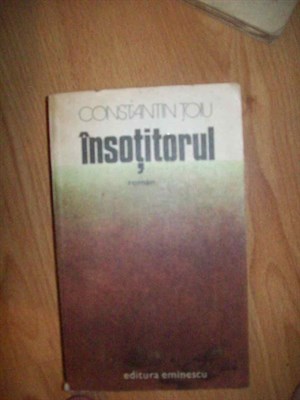 CONSTANTIN ŢOIU
însoţitorul
roman
editura eminescu